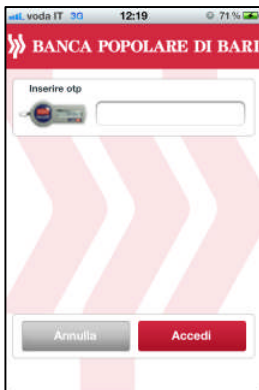 voda IT 3G 12:19 71%
BANCA POPOLARE DI BARI
Inserire otp
Annulla
Accedi